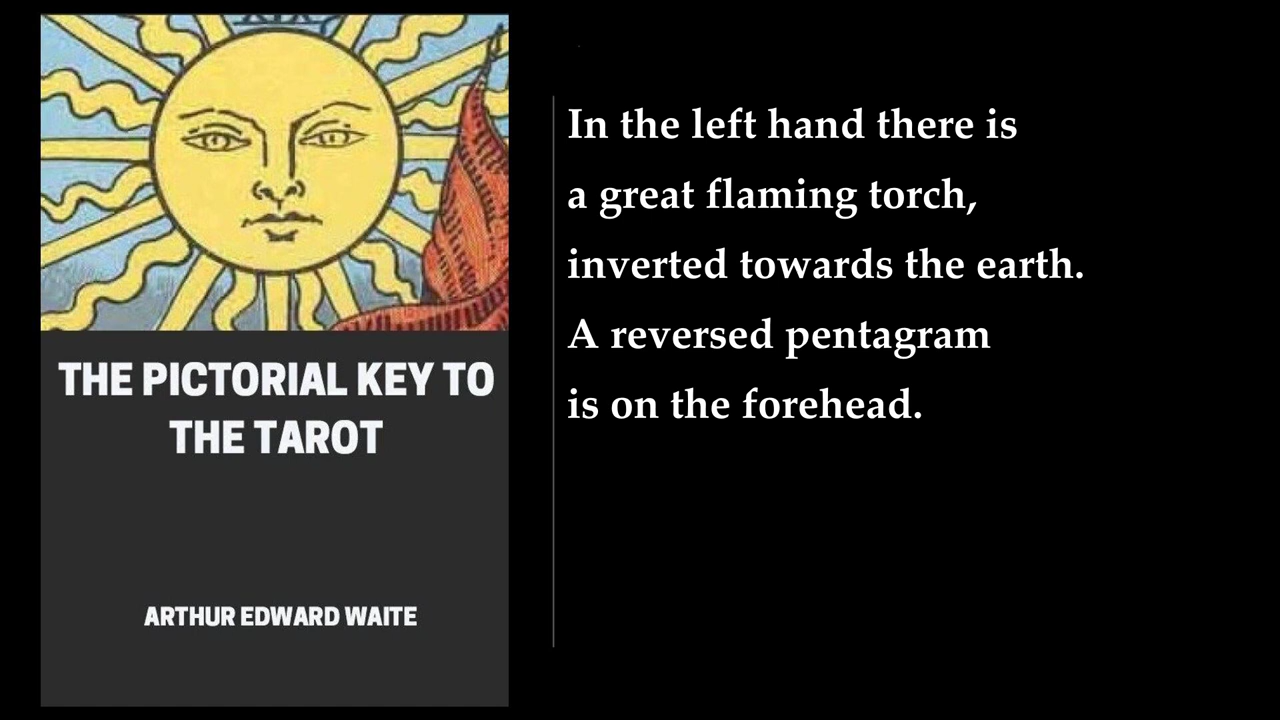 XIX
THE PICTORIAL KEY TO
THE TAROT
ARTHUR EDWARD WAITE
In the left hand there is
a great flaming torch,
inverted towards the earth.
A reversed pentagram
is on the forehead.